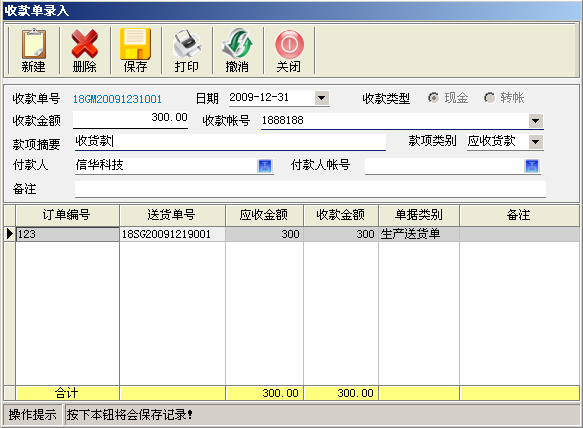 收款单录入
新建 删除 保存 打印 撤消 关闭
收款单号 18GM20091231001 日期 2009-12-31 收款类型 现金 转帐
收款金额 300.00 收款帐号 1888188
款项摘要 收货款 款项类别 应收货款
付款人 信华科技 付款人帐号
备注
订单编号 送货单号 应收金额 收款金额 单据类别 备注
123 18SG20091219001 300 300 生产送货单
合计 300.00 300.00
操作提示 按下本钮将会保存记录!